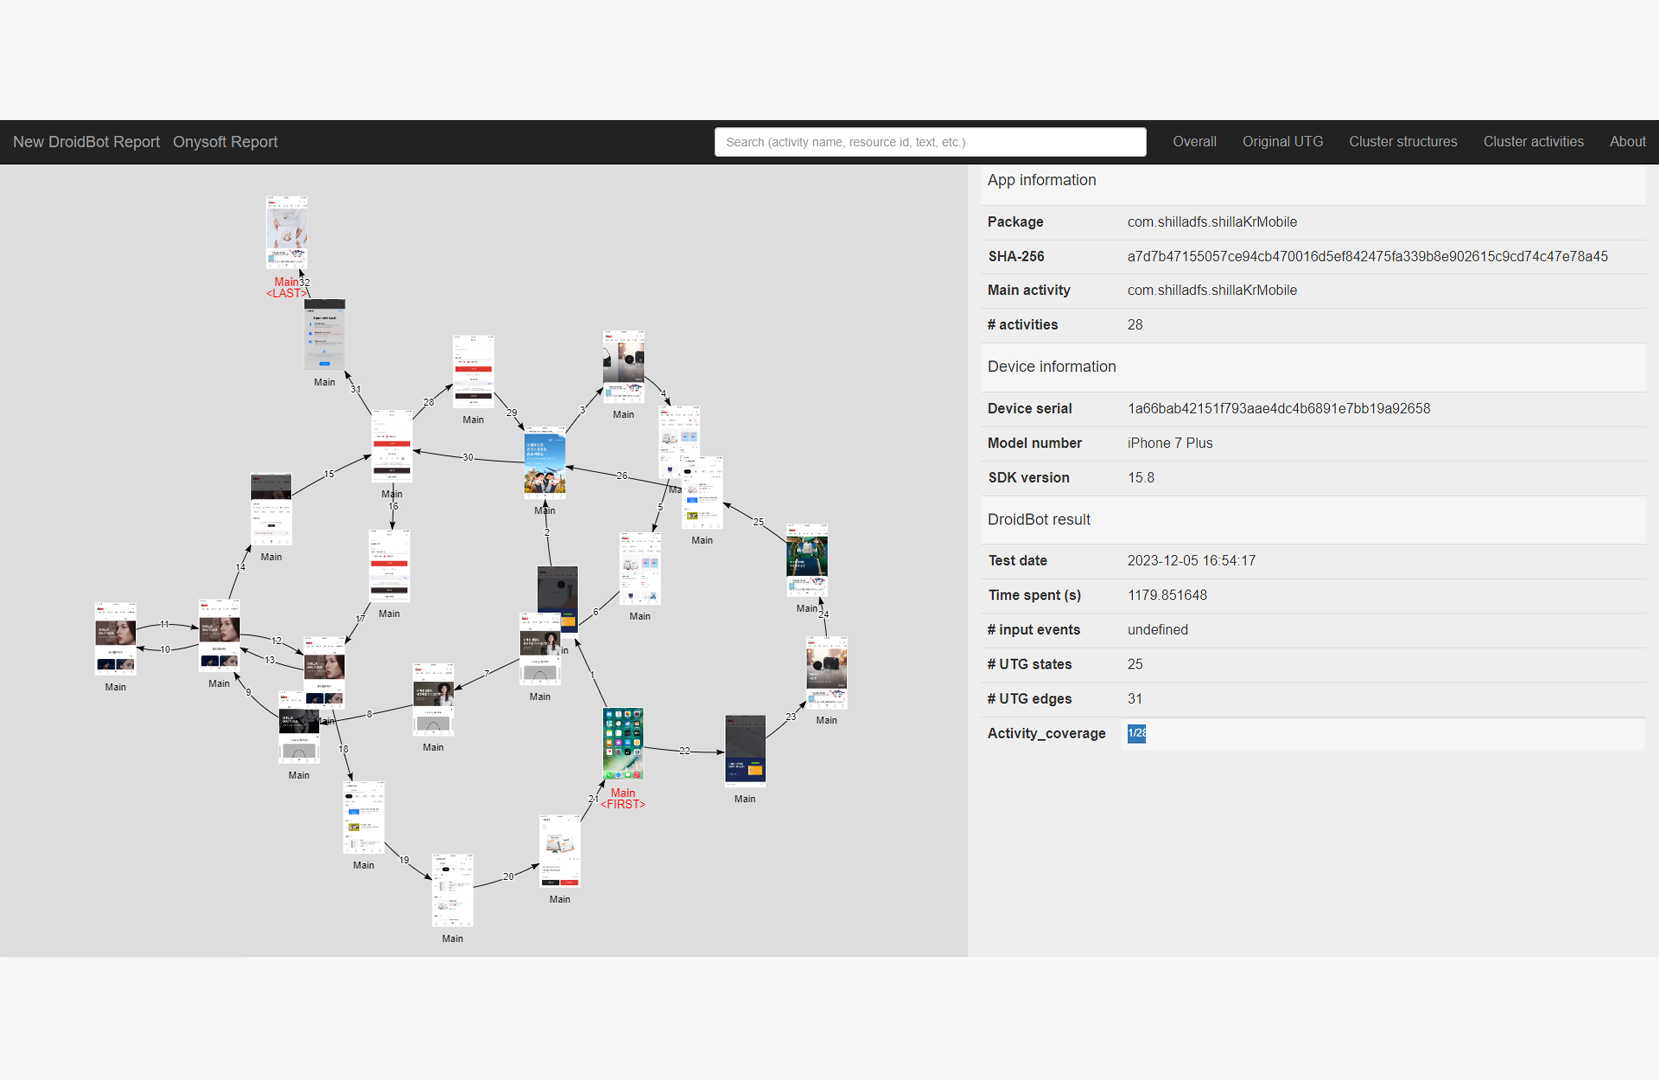 New DroidBot Report Onysoft Report Search (activity name, resource id, text, etc.) Overall Original UTG Cluster structures Cluster activities About
Main
<LAST>
32
Main
31
28
Main
29
3
Main
4
Main
30
Main
26
Ma
15
16
2
5
Main
25
Main
Main
14
17
6
Main
Main
24
11
10
12
13
in
Main
Main
9
7
1
Main
8
Main
18
Main
Main
23
Main
22
Main
<FIRST>
21
Main
Main
19
20
Main
Main
App information
Package com.shilladfs.shillaKrMobile
SHA-256 a7d7b47155057ce94cb470016d5ef842475fa339b8e902615c9cd74c47e78a45
Main activity com.shilladfs.shillaKrMobile
# activities 28
Device information
Device serial 1a66bab42151f793aae4dc4b6891e7bb19a92658
Model number iPhone 7 Plus
SDK version 15.8
DroidBot result
Test date 2023-12-05 16:54:17
Time spent (s) 1179.851648
# input events undefined
# UTG states 25
# UTG edges 31
Activity_coverage 1/28